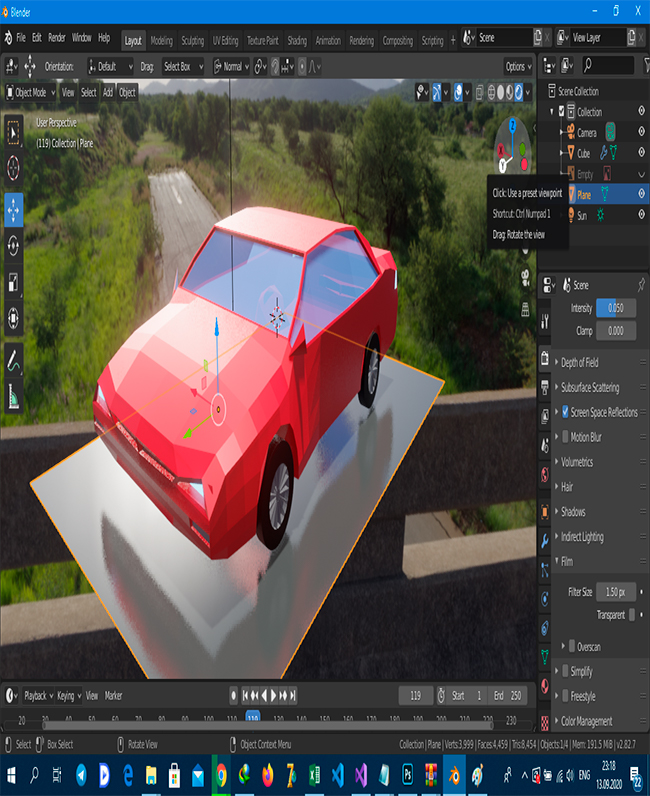 Blender
File Edit Render Window Help Layout Modeling Sculpting UV Editing Texture Paint Shading Animation Rendering Compositing Scripting + Scene View Layer
Orientation: Default Drag: Select Box Normal Options
Object Mode View Select Add Object
User Perspective
(119) Collection | Plane
Z
X
Y
Click: Use a preset viewpoint
Shortcut: Ctrl Numpad 1
Drag: Rotate the view
Scene Collection
Collection
Camera
Cube
Empty
Plane
Sun
Scene
Intensity 0.050
Clamp 0.000
Depth of Field
Subsurface Scattering
Screen Space Reflections
Motion Blur
Volumetrics
Hair
Shadows
Indirect Lighting
Film
Filter Size 1.50 px
Transparent
Overscan
Simplify
Freestyle
Color Management
Playback Keying View Marker 119 Start 1 End 250
20 30 40 50 60 70 80 90 100 110 119 130 140 150 160 170 180 190 200 210 230
Select Box Select Rotate View Object Context Menu Collection | Plane | Verts:3,999 | Faces:4,459 | Tris:8,454 | Objects:1/4 | Mem: 191.5 MiB | v2.82.7
ENG
23:18
13.09.2020
22